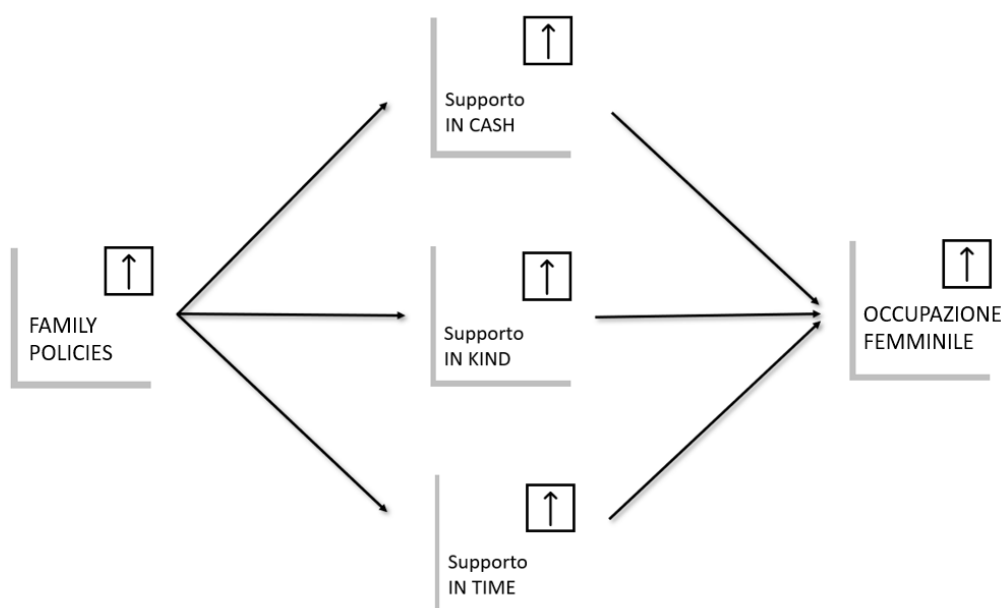 Supporto
IN CASH
FAMILY
POLICIES
Supporto
IN KIND
OCCUPAZIONE
FEMMINILE
Supporto
IN TIME